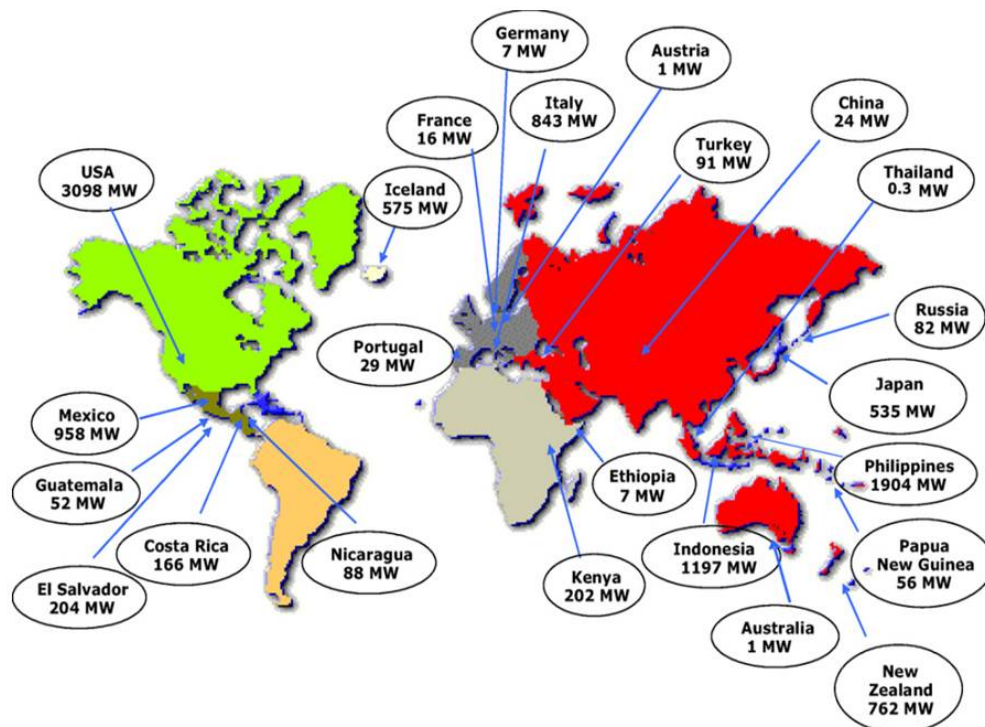 Germany
7 MW
Austria
1 MW
Italy
843 MW
China
24 MW
France
16 MW
Turkey
91 MW
USA
3098 MW
Iceland
575 MW
Thailand
0.3 MW
Russia
82 MW
Portugal
29 MW
Japan
535 MW
Mexico
958 MW
Philippines
1904 MW
Guatemala
52 MW
Ethiopia
7 MW
Costa Rica
166 MW
Nicaragua
88 MW
Indonesia
1197 MW
Papua
New Guinea
56 MW
El Salvador
204 MW
Kenya
202 MW
Australia
1 MW
New
Zealand
762 MW